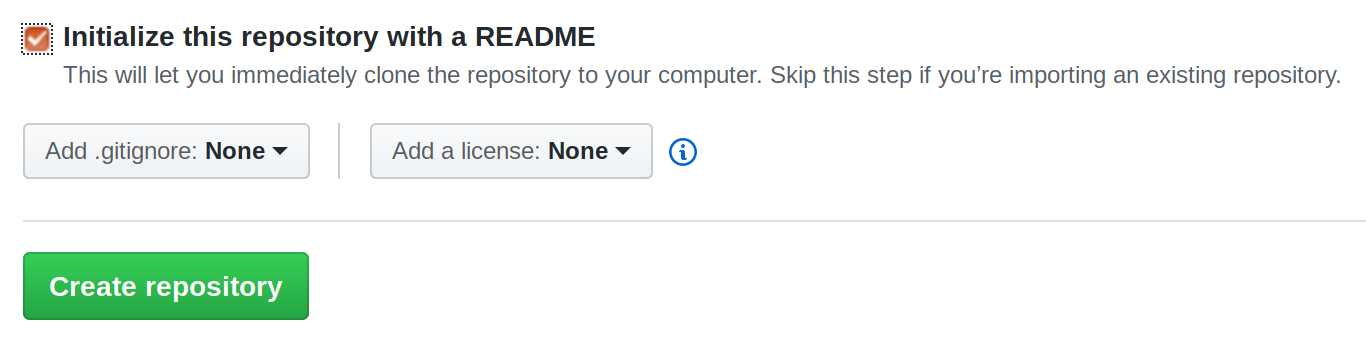 Initialize this repository with a README
This will let you immediately clone the repository to your computer. Skip this step if you’re importing an existing repository.
Add .gitignore: None
Add a license: None
Create repository